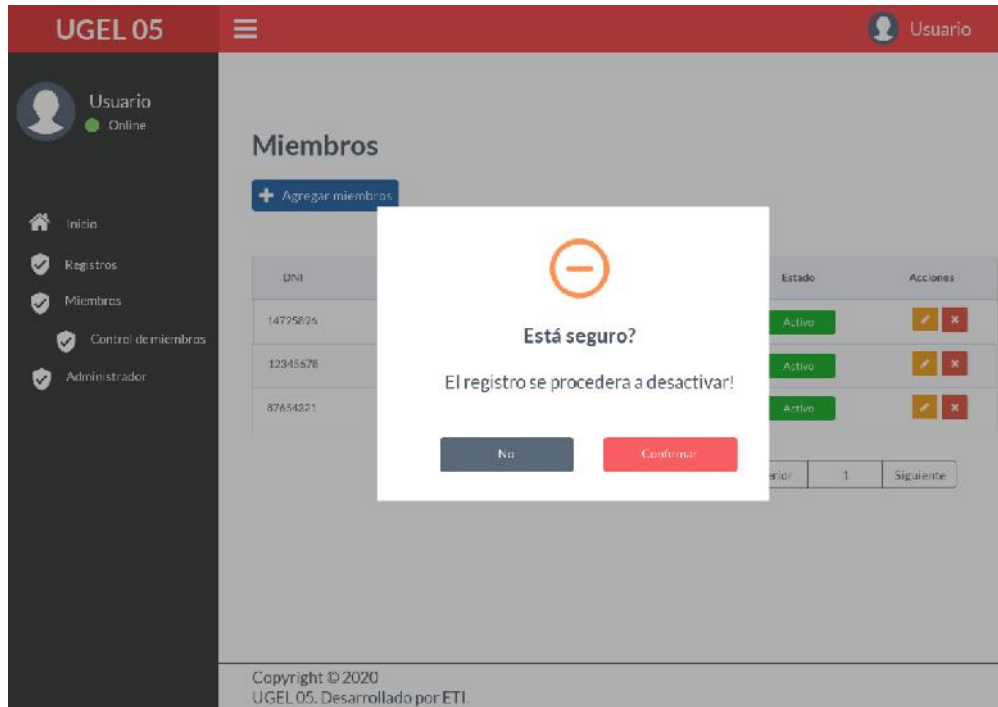 UGEL 05
Usuario
Usuario
Online
Inicio
Registros
Miembros
Control de miembros
Administrador
Miembros
Agregar miembros
DNI
Estado
Acciones
14725896
Activo
12345678
Activo
87654321
Activo
Está seguro?
El registro se procedera a desactivar!
No
Confirmar
erior
1
Siguiente
Copyright © 2020
UGEL 05. Desarrollado por ETI.